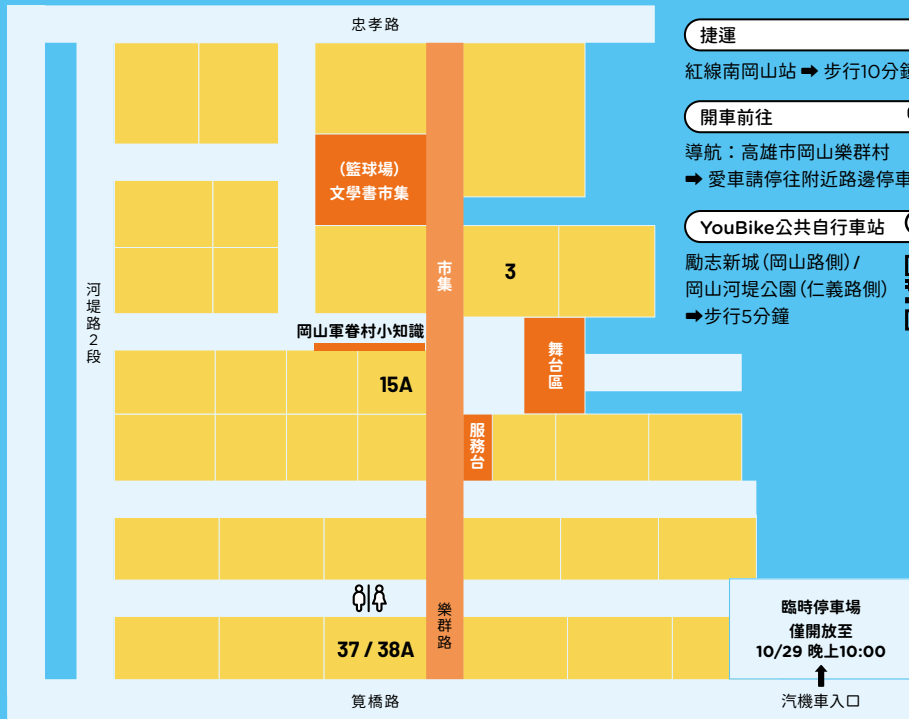 忠孝路
捷運
紅線南岡山站 ➡ 步行10分鐘
開車前往
導航：高雄市岡山樂群村
➡ 愛車請停往附近路邊停車
YouBike公共自行車站
勵志新城(岡山路側) /
岡山河堤公園(仁義路側)
➡步行5分鐘
(籃球場)
文學書市集
市集
3
河堤路2段
岡山軍眷村小知識
舞台區
15A
服務台
樂群路
37 / 38A
臨時停車場
僅開放至
10/29 晚上10:00
汽機車入口
筧橋路